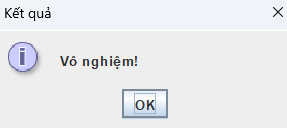 Kết quả
Vô nghiệm!
OK